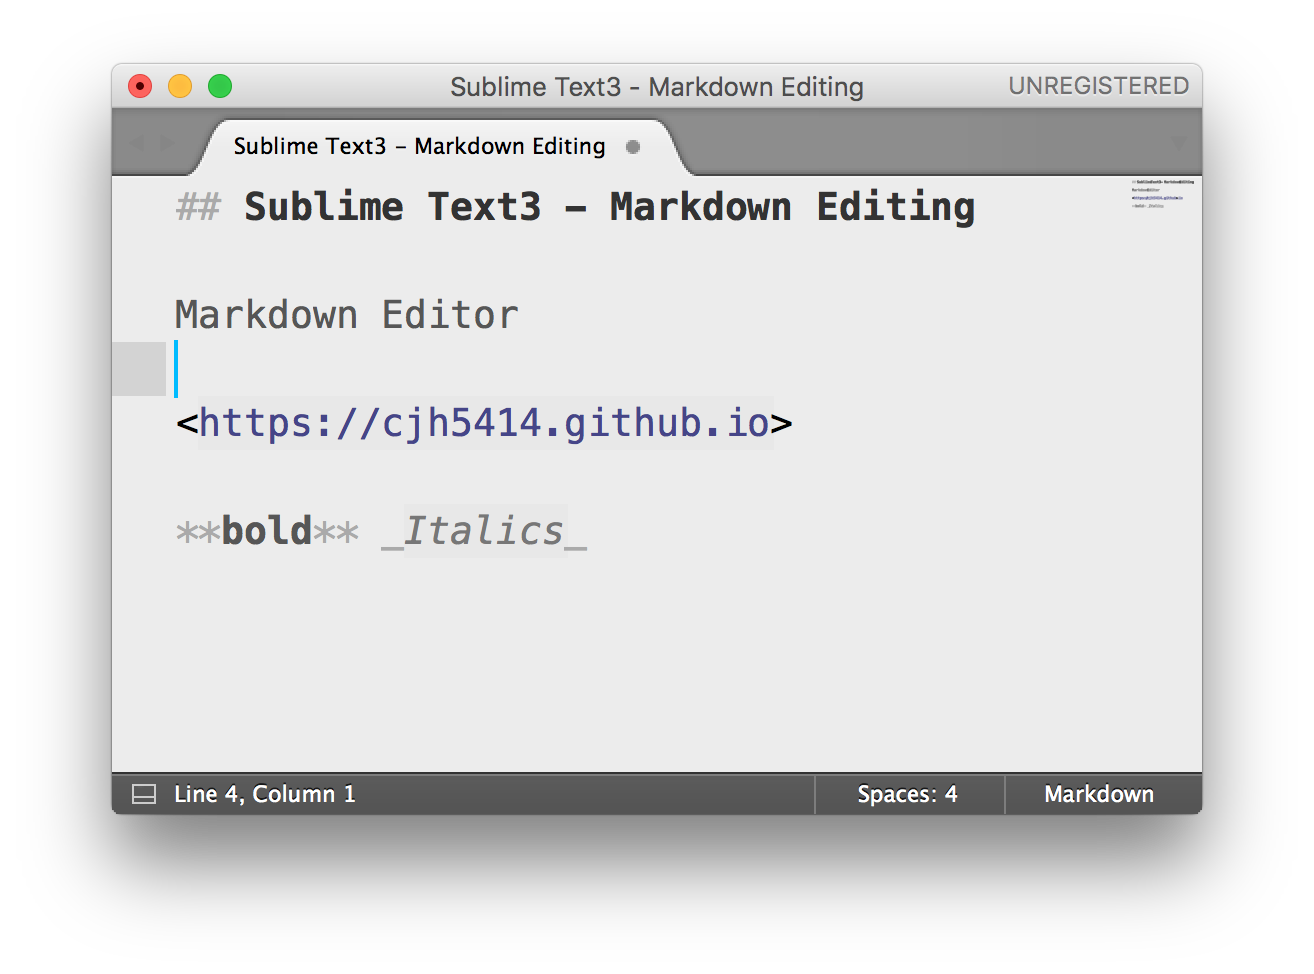 Sublime Text3 - Markdown Editing
UNREGISTERED
Sublime Text3 – Markdown Editing
## Sublime Text3 – Markdown Editing
Markdown Editor
<https://cjh5414.github.io>
**bold** _Italics_
Line 4, Column 1
Spaces: 4
Markdown